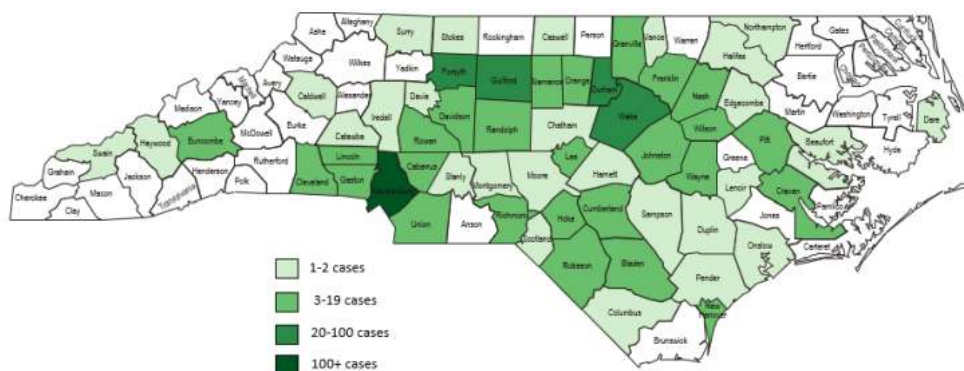 Alleghany
Ashe
Surry
Stokes
Rockingham
Caswell
Person
Granville
Vance
Warren
Northampton
Gates
Hertford
Halifax
Watauga
Wilkes
Yadkin
Forsyth
Guilford
Alamance
Orange
Durham
Franklin
Nash
Bertie
Avery
Caldwell
Alexander
Davie
Iredell
Edgecombe
Martin
Washington
Tyrell
Dare
Madison
Yancey
Burke
Catawba
Rowan
Davidson
Randolph
Chatham
Wake
Wilson
Pitt
Beaufort
Hyde
Swain
Haywood
Buncombe
McDowell
Rutherford
Lincoln
Cabarrus
Lee
Johnston
Greene
Graham
Jackson
Henderson
Polk
Cleveland
Gaston
Stanly
Montgomery
Moore
Harnett
Wayne
Lenoir
Craven
Pamlico
Cherokee
Clay
Macon
Transylvania
Union
Anson
Richmond
Scotland
Hoke
Cumberland
Sampson
Duplin
Jones
Onslow
Carteret
Robeson
Bladen
Pender
Columbus
New
Hanover
Brunswick
1-2 cases
3-19 cases
20-100 cases
100+ cases